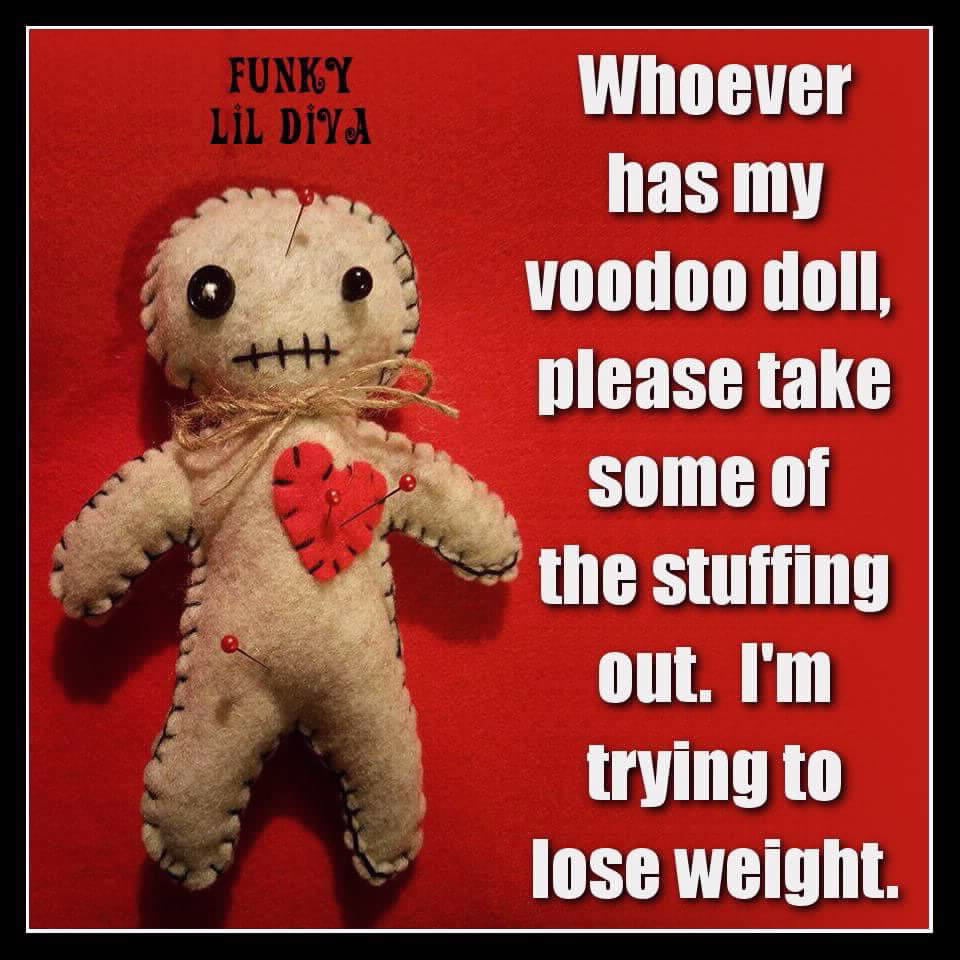 FUNKY
LIL DIVA
Whoever
has my
voodoo doll,
please take
some of
the stuffing
out. I'm
trying to
lose weight.